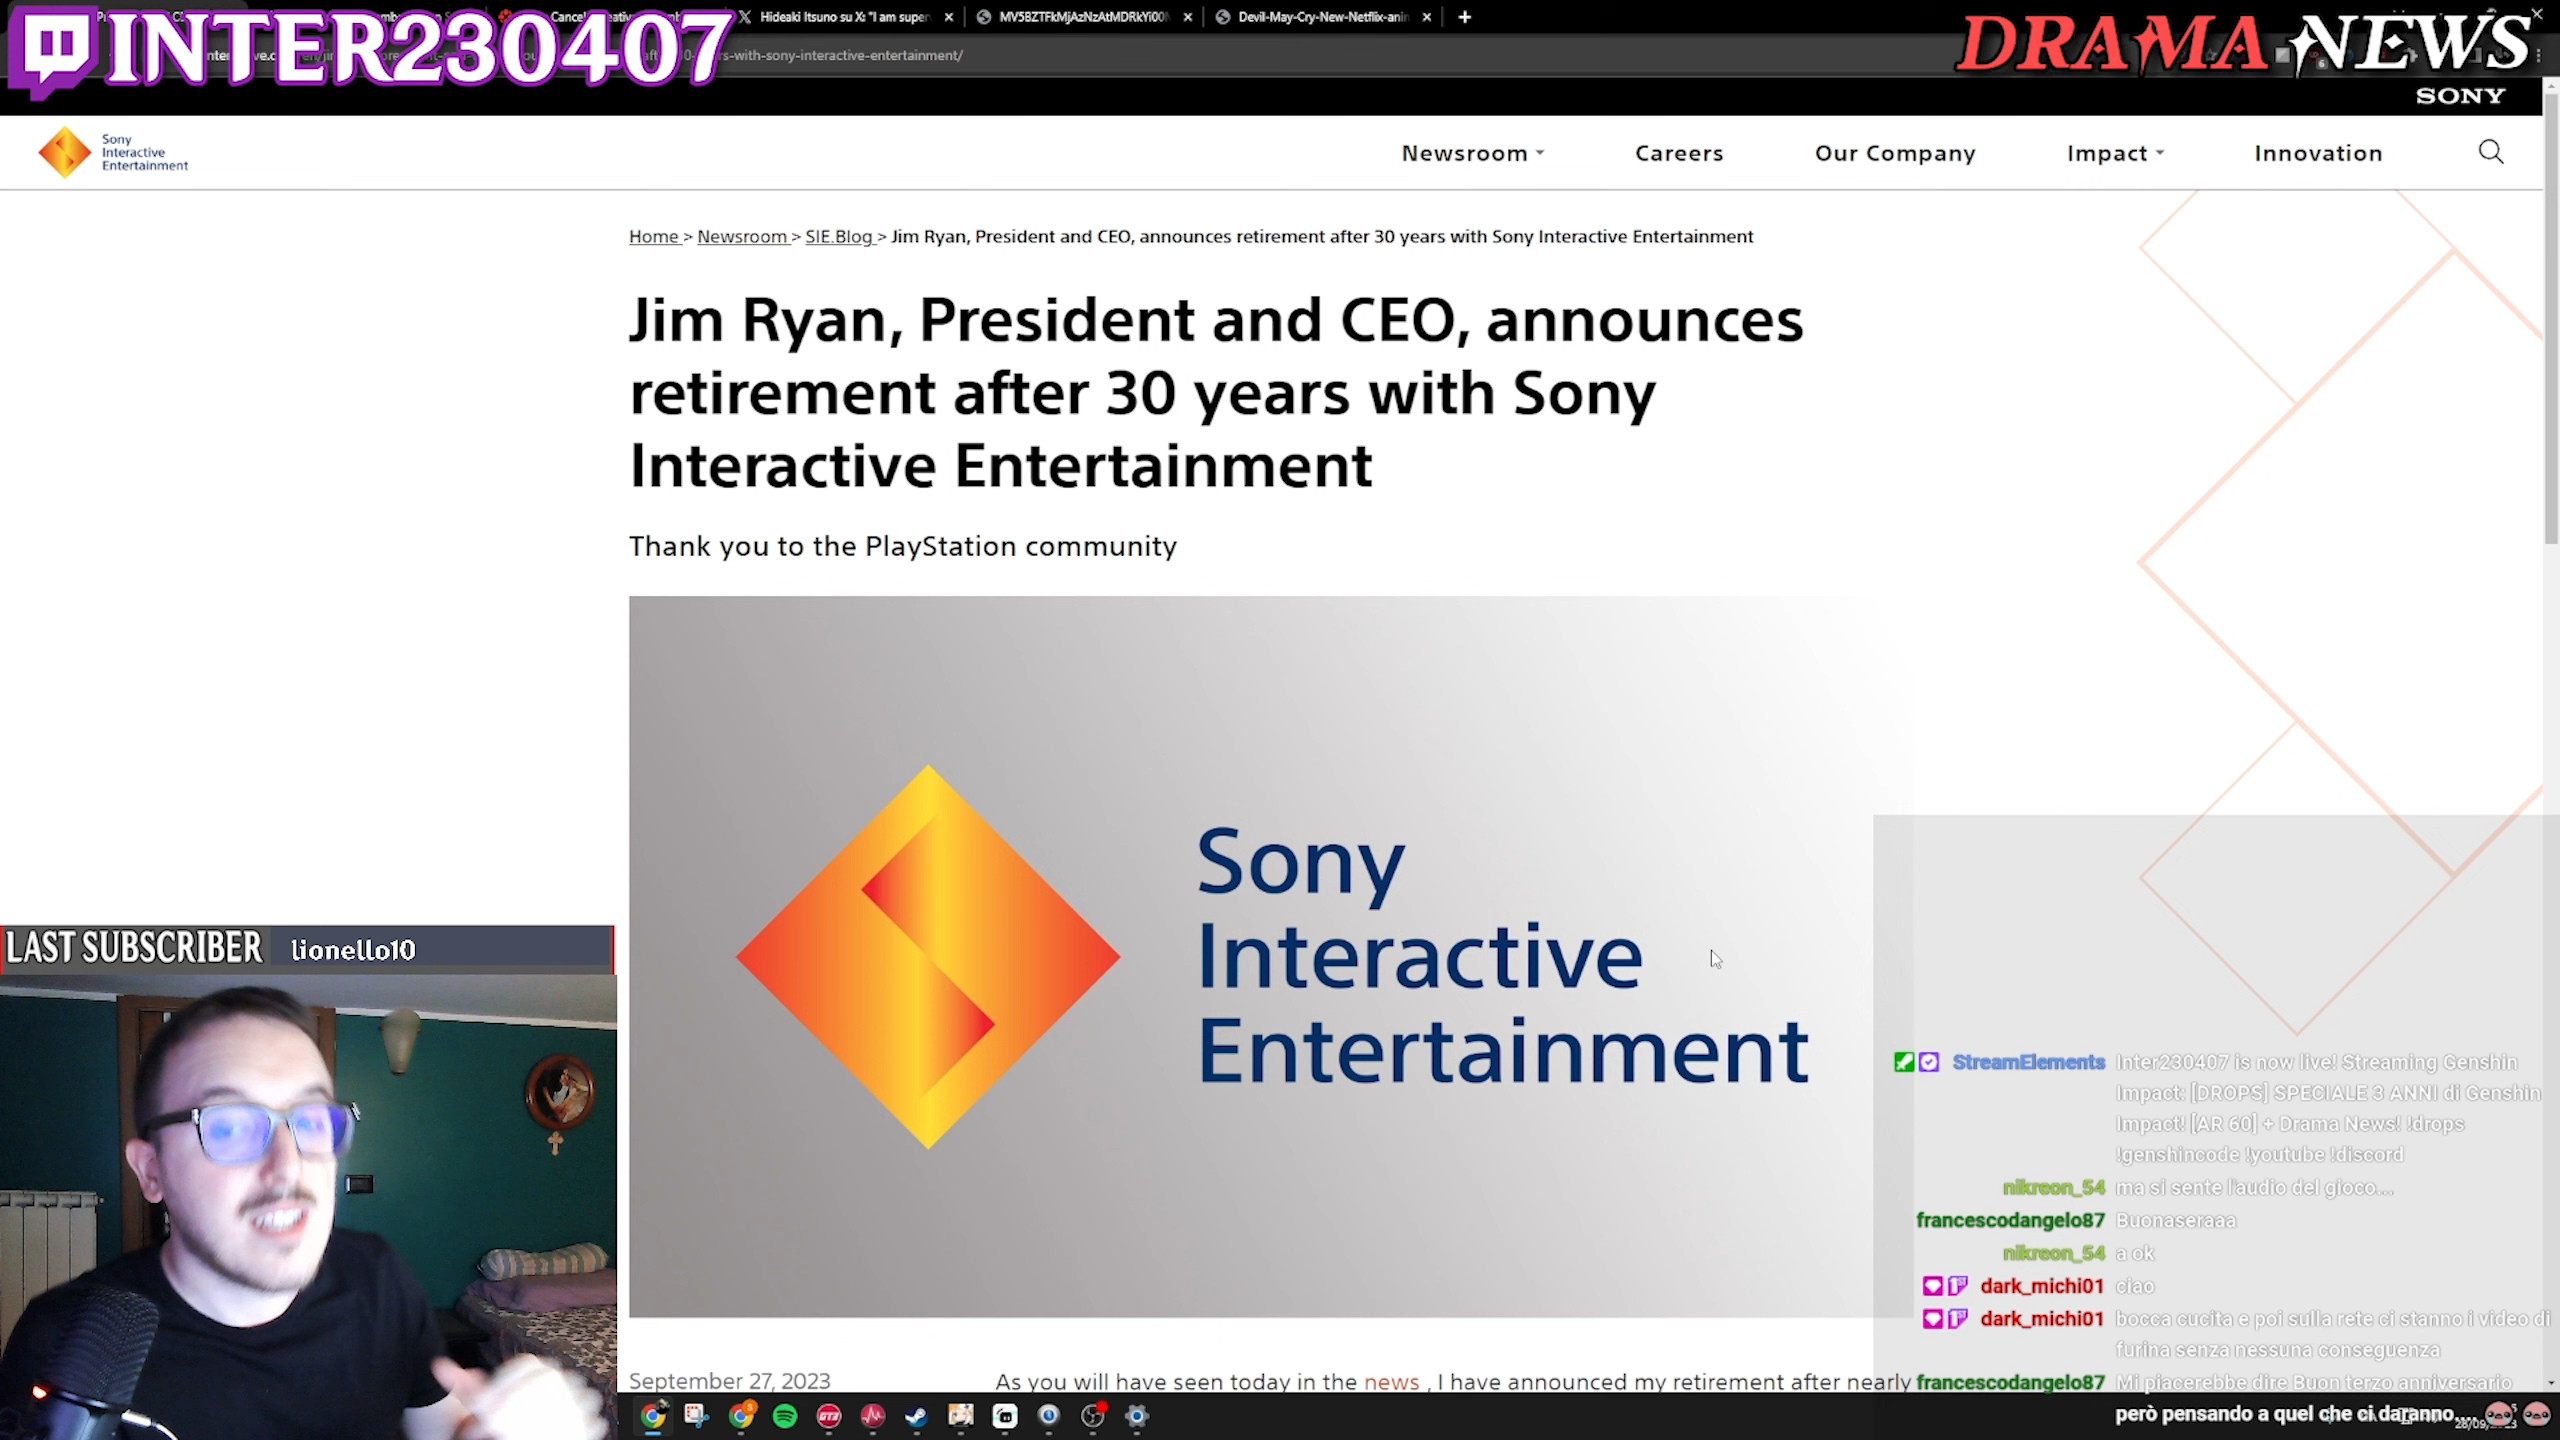 INTER230407
DRAMA NEWS
Hideaki Itsuno su X: "I am super
MV5BZTFkMjAzNzAtMDRkYi00
Devil-May-Cry-New-Netflix-anin
rs-with-sony-interactive-entertainment/
SONY
Sony
Interactive
Entertainment
Newsroom
Careers
Our Company
Impact
Innovation
Home > Newsroom > SIE.Blog > Jim Ryan, President and CEO, announces retirement after 30 years with Sony Interactive Entertainment
Jim Ryan, President and CEO, announces
retirement after 30 years with Sony
Interactive Entertainment
Thank you to the PlayStation community
Sony
Interactive
Entertainment
LAST SUBSCRIBER lionello10
September 27, 2023
As you will have seen today in the news , I have announced my retirement after nearly
StreamElements Inter230407 is now live! Streaming Genshin
Impact: [DROPS] SPECIALE 3 ANNI di Genshin
Impact! [AR 60] + Drama News! !drops
!genshincode !youtube !discord
nikreon_54 ma si sente l'audio del gioco...
francescodangelo87 Buonaseraaa
nikreon_54 a ok
dark_michi01 ciao
dark_michi01 bocca cucita e poi sulla rete ci stanno i video di
furina senza nessuna conseguenza
francescodangelo87 Mi piacerebbe dire Buon terzo anniversario
però pensando a quel che ci daranno....